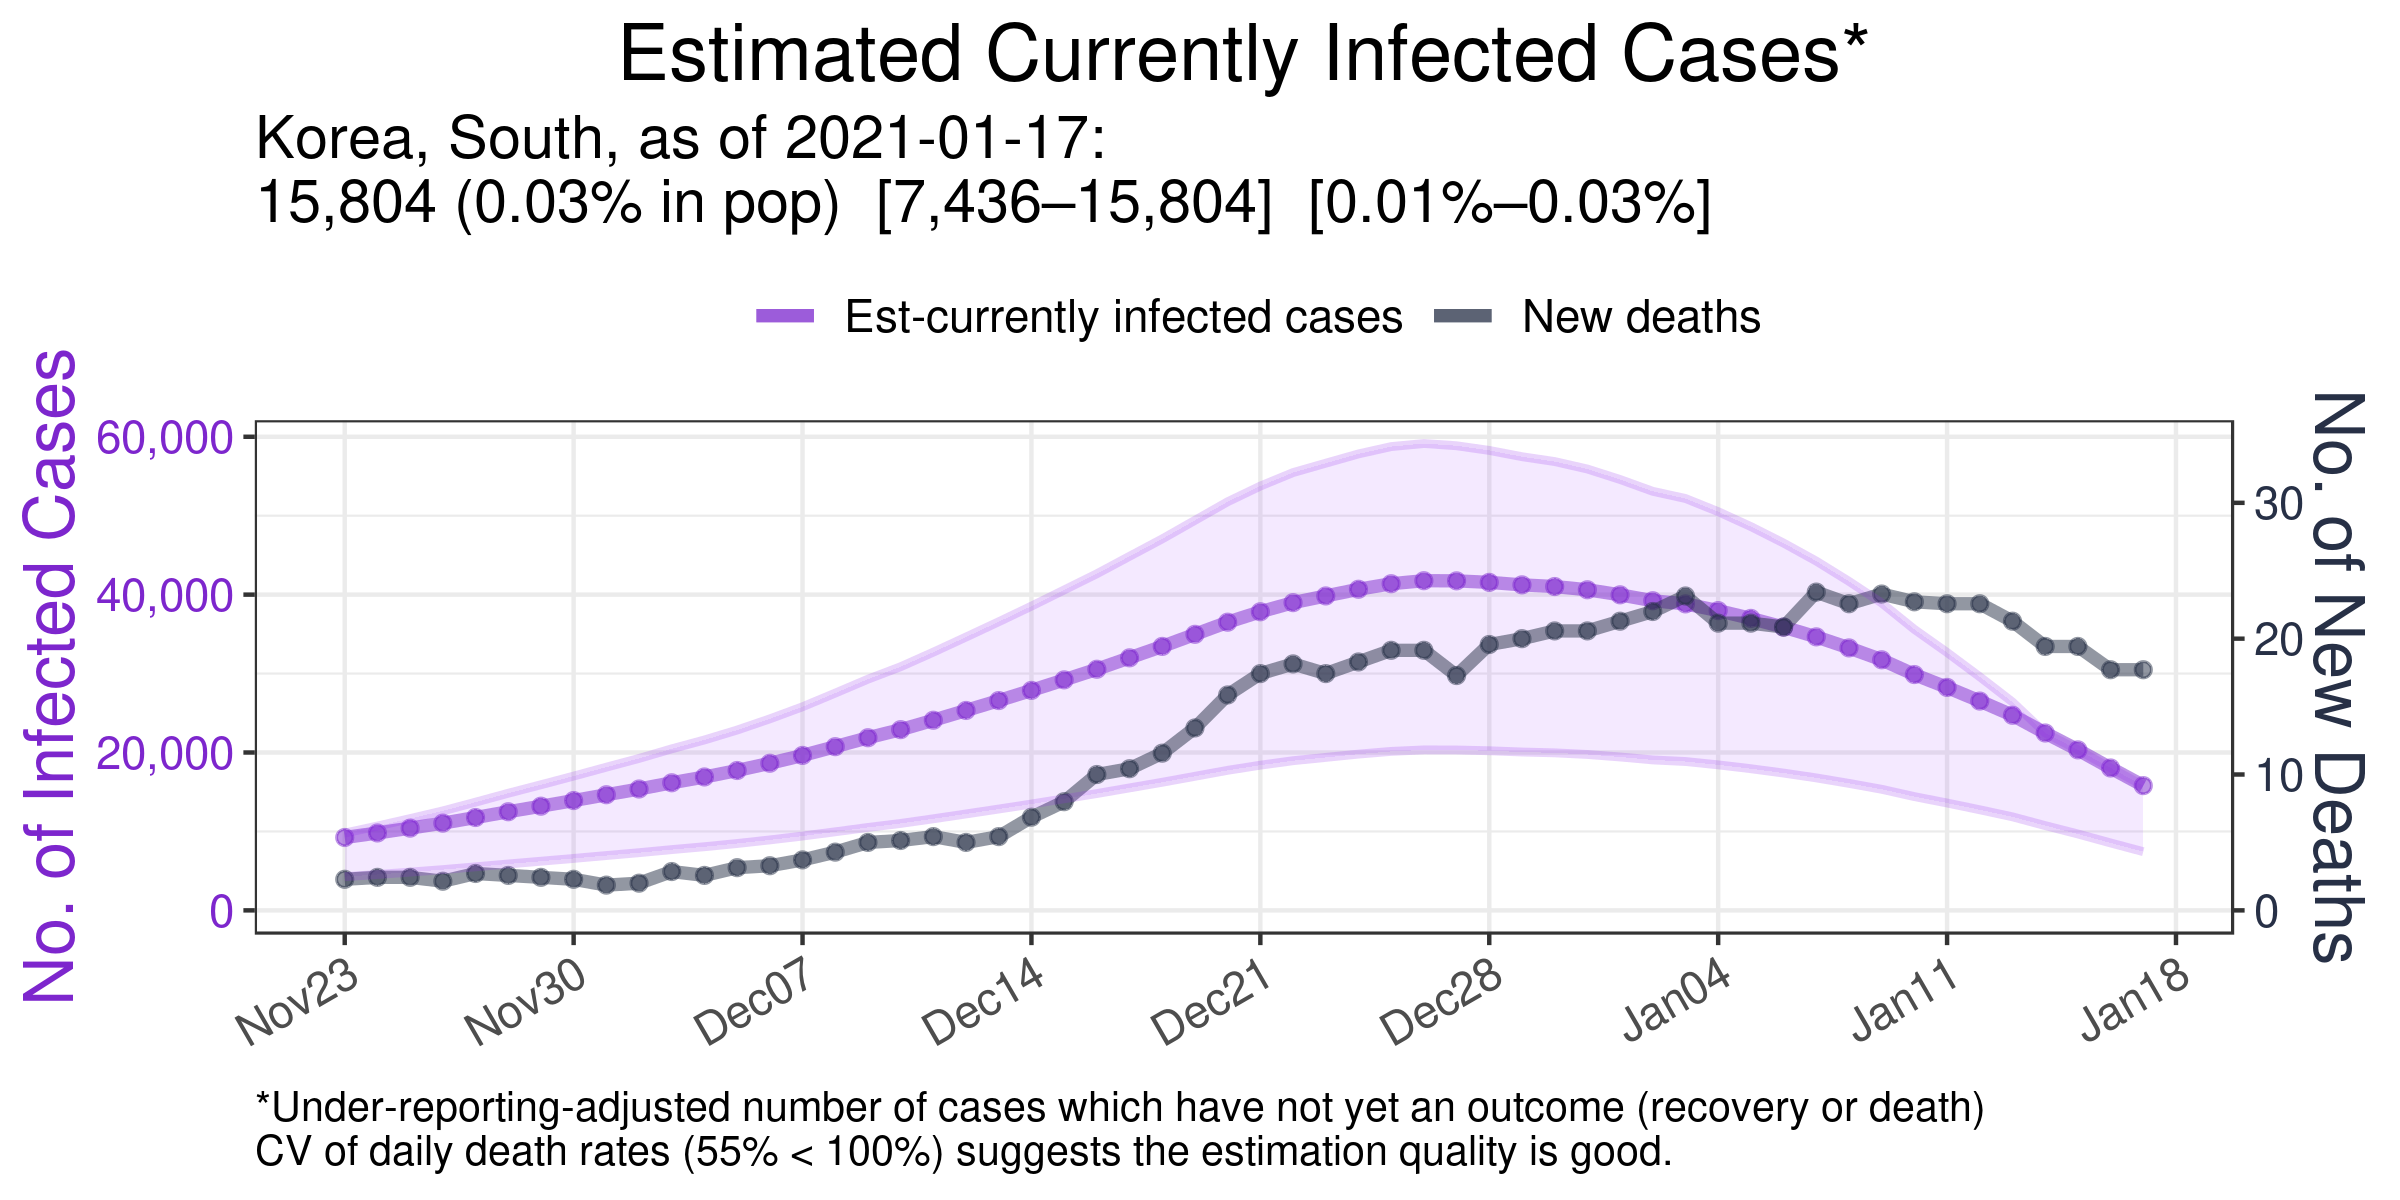 Estimated Currently Infected Cases*
Korea, South, as of 2021-01-17:
15,804 (0.03% in pop)  [7,436–15,804]  [0.01%–0.03%]
Est-currently infected cases
New deaths
No. of Infected Cases
60,000
40,000
20,000
0
No. of New Deaths
30
20
10
0
Nov23
Nov30
Dec07
Dec14
Dec21
Dec28
Jan04
Jan11
Jan18
*Under-reporting-adjusted number of cases which have not yet an outcome (recovery or death)
CV of daily death rates (55% < 100%) suggests the estimation quality is good.